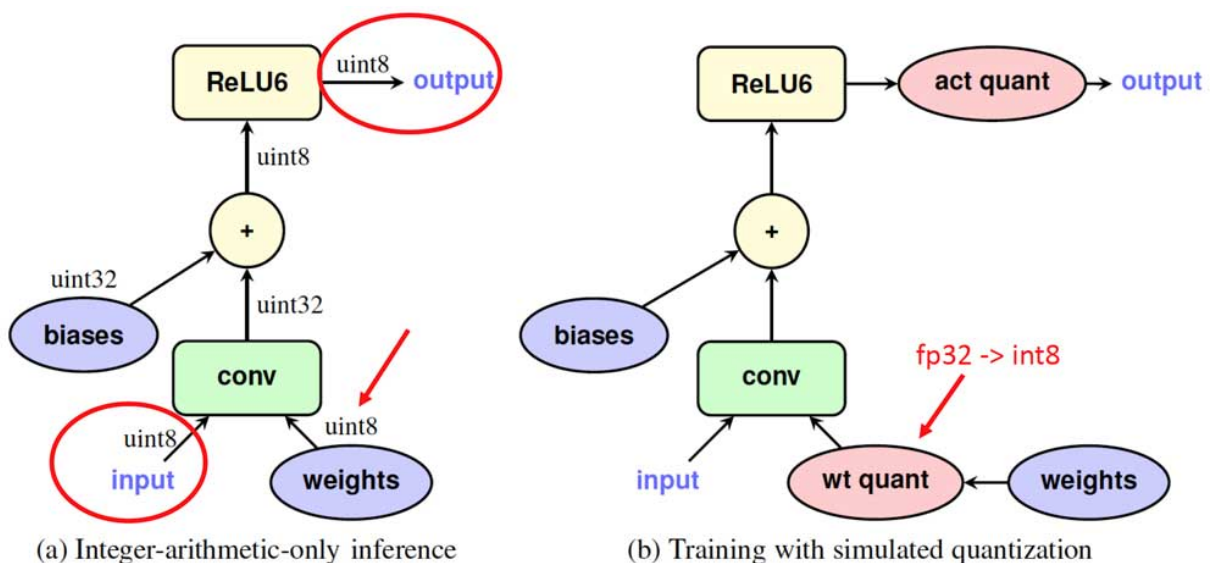 ReLU6
uint8
output
uint8
+
uint32
biases
uint32
conv
uint8
input
uint8
weights
(a) Integer-arithmetic-only inference
ReLU6
act quant
output
+
biases
conv
fp32 -> int8
input
wt quant
weights
(b) Training with simulated quantization